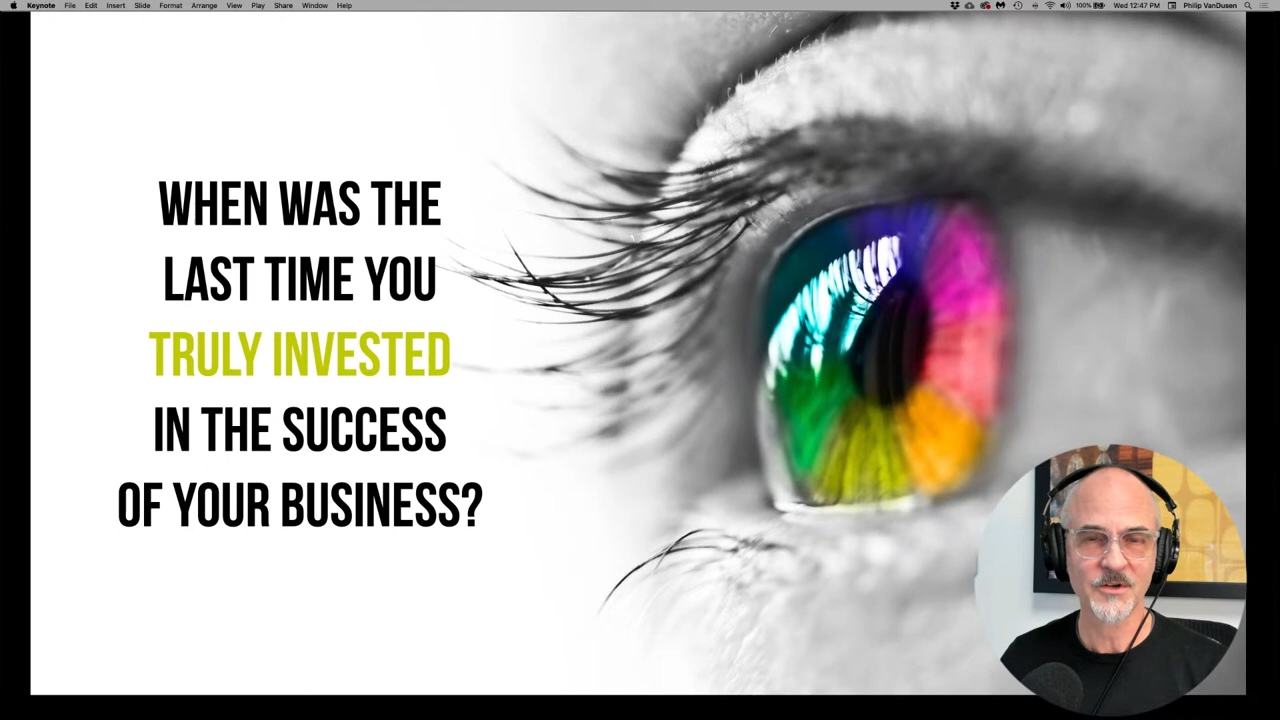 Keynote File Edit Insert Slide Format Arrange View Play Share Window Help 100% Wed 12:47 PM Philip VanDusen
WHEN WAS THE
LAST TIME YOU
TRULY INVESTED
IN THE SUCCESS
OF YOUR BUSINESS?